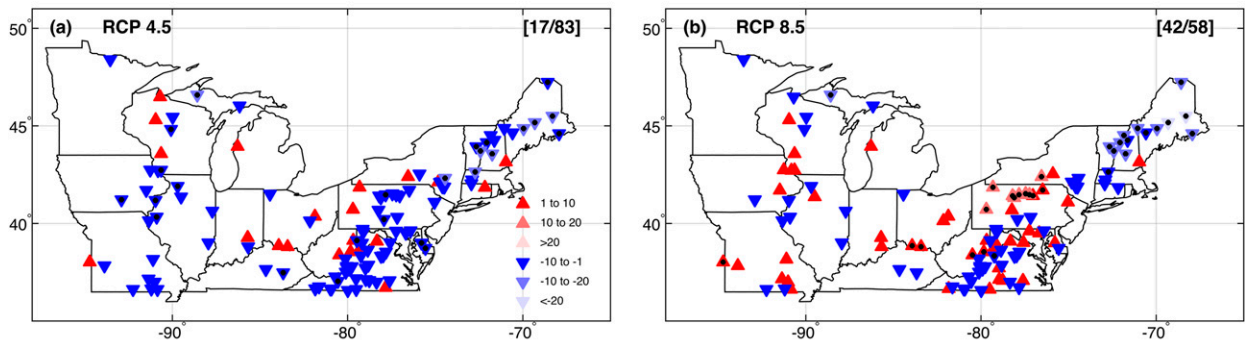 (a) RCP 4.5 [17/83]
50°
45°
40°
-90° -80° -70°
1 to 10
10 to 20
>20
-10 to -1
-10 to -20
<-20
(b) RCP 8.5 [42/58]
50°
45°
40°
-90° -80° -70°